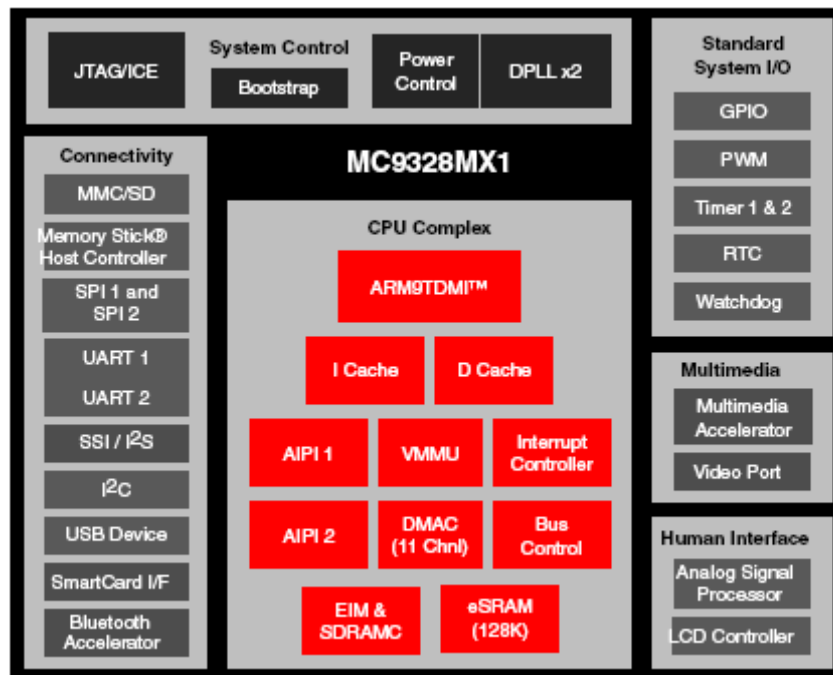 System Control
JTAG/ICE
Bootstrap
Power
Control
DPLL x2
Standard
System I/O
GPIO
PWM
Timer 1 & 2
RTC
Watchdog
Connectivity
MMC/SD
Memory Stick®
Host Controller
SPI 1 and
SPI 2
UART 1
UART 2
SSI / I²S
I²C
USB Device
SmartCard I/F
Bluetooth
Accelerator
MC9328MX1
CPU Complex
ARM9TDMI™
I Cache
D Cache
AIPI 1
VMMU
Interrupt
Controller
AIPI 2
DMAC
(11 Chnl)
Bus
Control
EIM &
SDRAMC
eSRAM
(128K)
Multimedia
Multimedia
Accelerator
Video Port
Human Interface
Analog Signal
Processor
LCD Controller